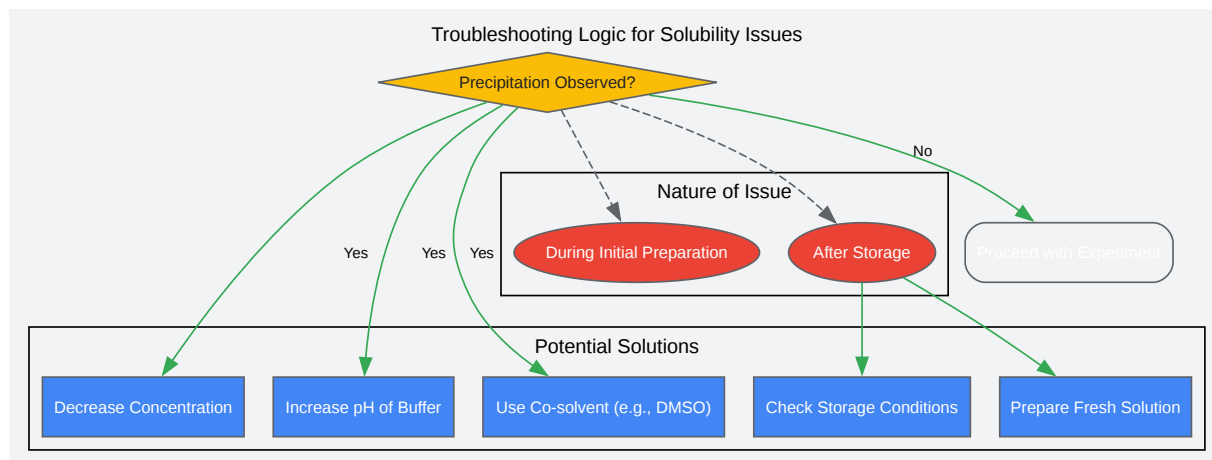 Troubleshooting Logic for Solubility Issues
Precipitation Observed?
No
Nature of Issue
During Initial Preparation
After Storage
Proceed with Experiment
Yes
Yes
Yes
Potential Solutions
Decrease Concentration
Increase pH of Buffer
Use Co-solvent (e.g., DMSO)
Check Storage Conditions
Prepare Fresh Solution